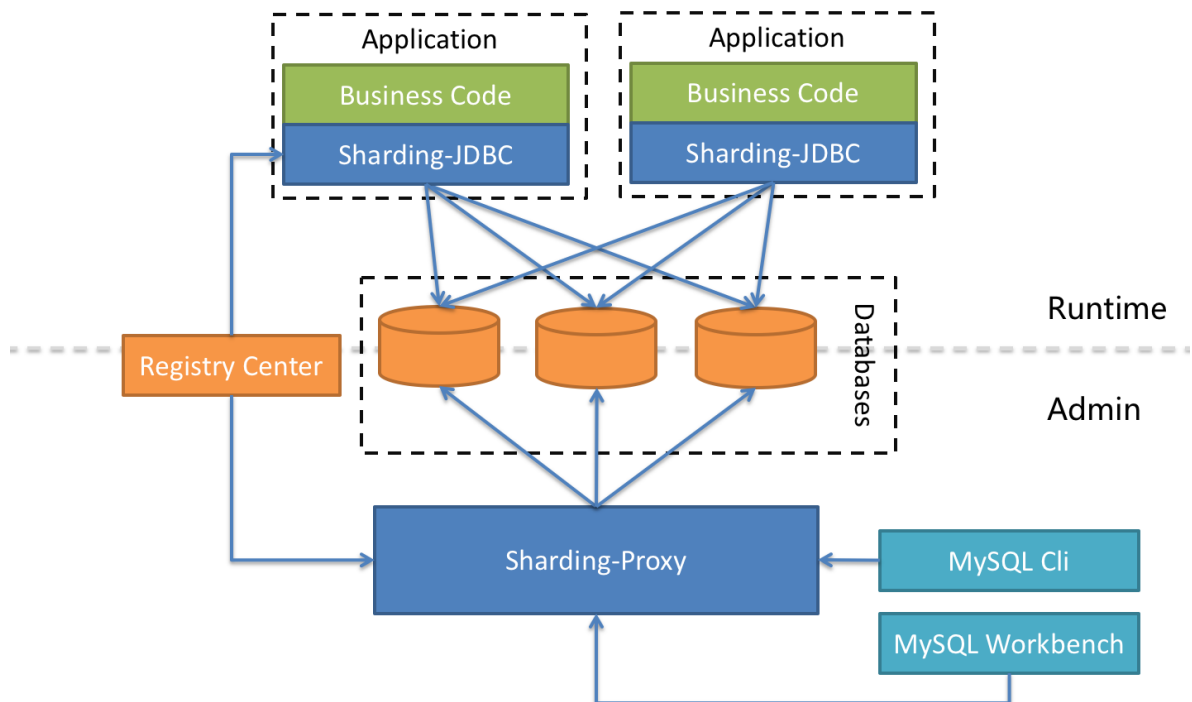 Application
Application
Business Code
Business Code
Sharding-JDBC
Sharding-JDBC
Databases
Runtime
Registry Center
Admin
Sharding-Proxy
MySQL Cli
MySQL Workbench